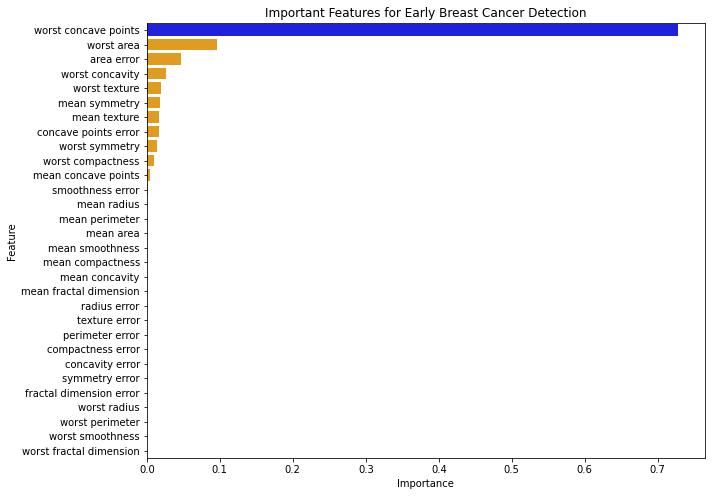 Important Features for Early Breast Cancer Detection
worst concave points
worst area
area error
worst concavity
worst texture
mean symmetry
mean texture
concave points error
worst symmetry
worst compactness
mean concave points
smoothness error
mean radius
mean perimeter
mean area
mean smoothness
mean compactness
mean concavity
mean fractal dimension
radius error
texture error
perimeter error
compactness error
concavity error
symmetry error
fractal dimension error
worst radius
worst perimeter
worst smoothness
worst fractal dimension
Feature
0.0 0.1 0.2 0.3 0.4 0.5 0.6 0.7
Importance